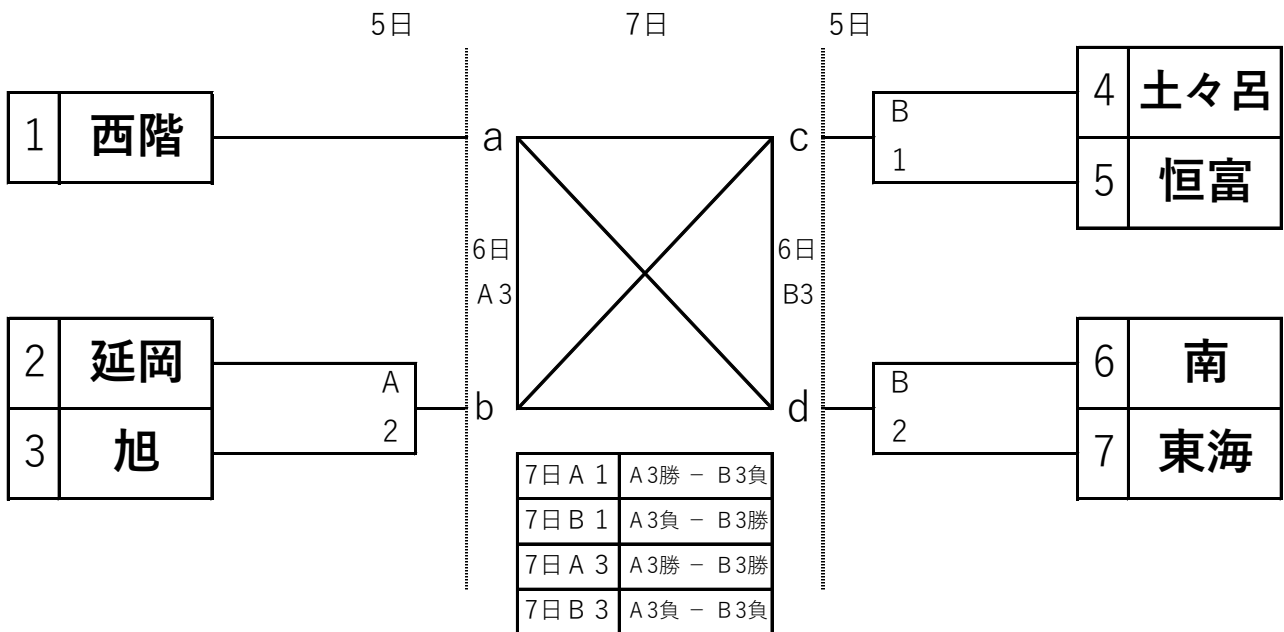 5日 7日 5日
1 西階
a
c
B
1
4 土々呂
5 恒富
6日
A3
6日
B3
2 延岡
3 旭
A
2
b
d
B
2
6 南
7 東海
7日A1 A3勝 − B3負
7日B1 A3負 − B3勝
7日A3 A3勝 − B3勝
7日B3 A3負 − B3負